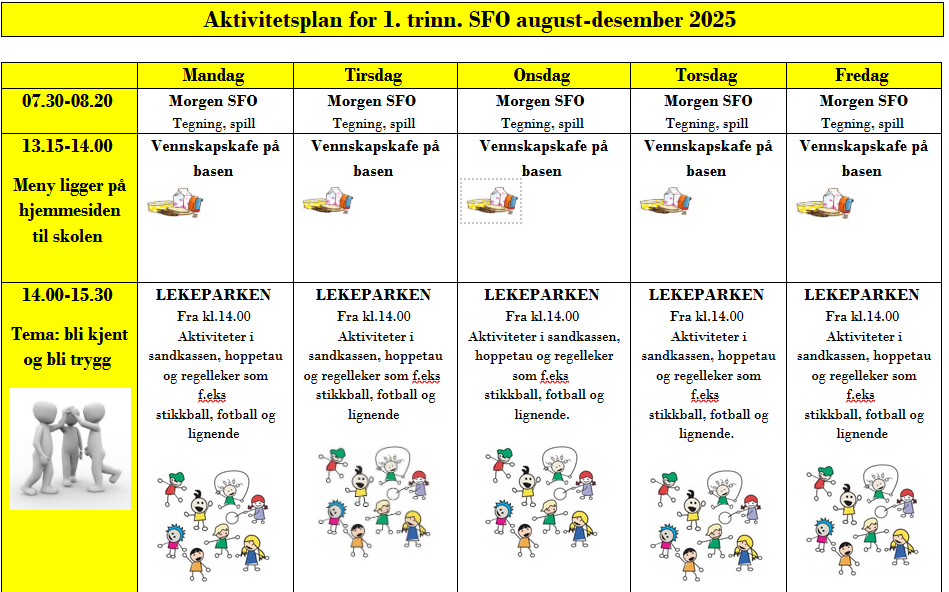 Aktivitetsplan for 1. trinn. SFO august-desember 2025
Mandag Tirsdag Onsdag Torsdag Fredag
07.30-08.20
Morgen SFO
Tegning, spill
Morgen SFO
Tegning, spill
Morgen SFO
Tegning, spill
Morgen SFO
Tegning, spill
Morgen SFO
Tegning, spill
13.15-14.00
Meny ligger på
hjemmesiden
til skolen
Vennskapskafe på
basen
Vennskapskafe på
basen
Vennskapskafe på
basen
Vennskapskafe på
basen
Vennskapskafe på
basen
14.00-15.30
Tema: bli kjent
og bli trygg
LEKEPARKEN
Fra kl.14.00
Aktiviteter i
sandkassen, hoppetau
og regelleker som
f.eks
stikkball, fotball og
lignende
LEKEPARKEN
Fra kl.14.00
Aktiviteter i
sandkassen, hoppetau
og regelleker som f.eks
stikkball, fotball og
lignende
LEKEPARKEN
Fra kl.14.00
Aktiviteter i sandkassen,
hoppetau og regelleker
som f.eks
stikkball, fotball og
lignende.
LEKEPARKEN
Fra kl.14.00
Aktiviteter i
sandkassen, hoppetau
og regelleker som
f.eks
stikkball, fotball og
lignende.
LEKEPARKEN
Fra kl.14.00
Aktiviteter i
sandkassen, hoppetau
og regelleker som
f.eks
stikkball, fotball og
lignende